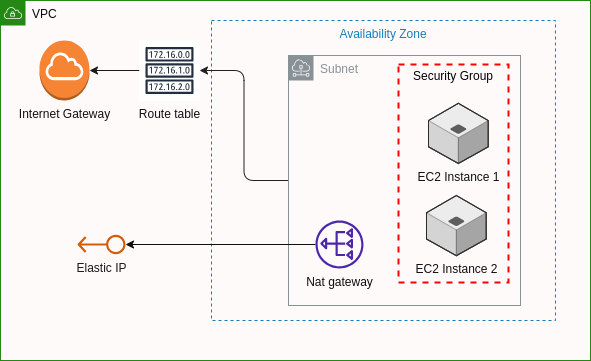 VPC
Availability Zone
Subnet
Security Group
172.16.0.0
172.16.1.0
172.16.2.0
Internet Gateway
Route table
EC2 Instance 1
EC2 Instance 2
Elastic IP
Nat gateway